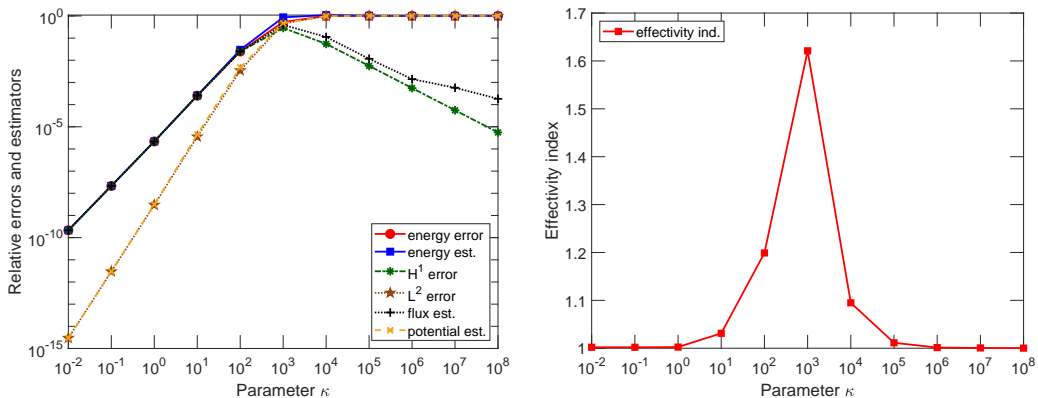 10^0
10^-5
10^-10
10^-15
Relative errors and estimators
energy error
energy est.
H^1 error
L^2 error
flux est.
potential est.
10^-2 10^-1 10^0 10^1 10^2 10^3 10^4 10^5 10^6 10^7 10^8
Parameter κ
1.7
1.6
1.5
1.4
1.3
1.2
1.1
1
Effectivity index
effectivity ind.
10^-2 10^-1 10^0 10^1 10^2 10^3 10^4 10^5 10^6 10^7 10^8
Parameter κ